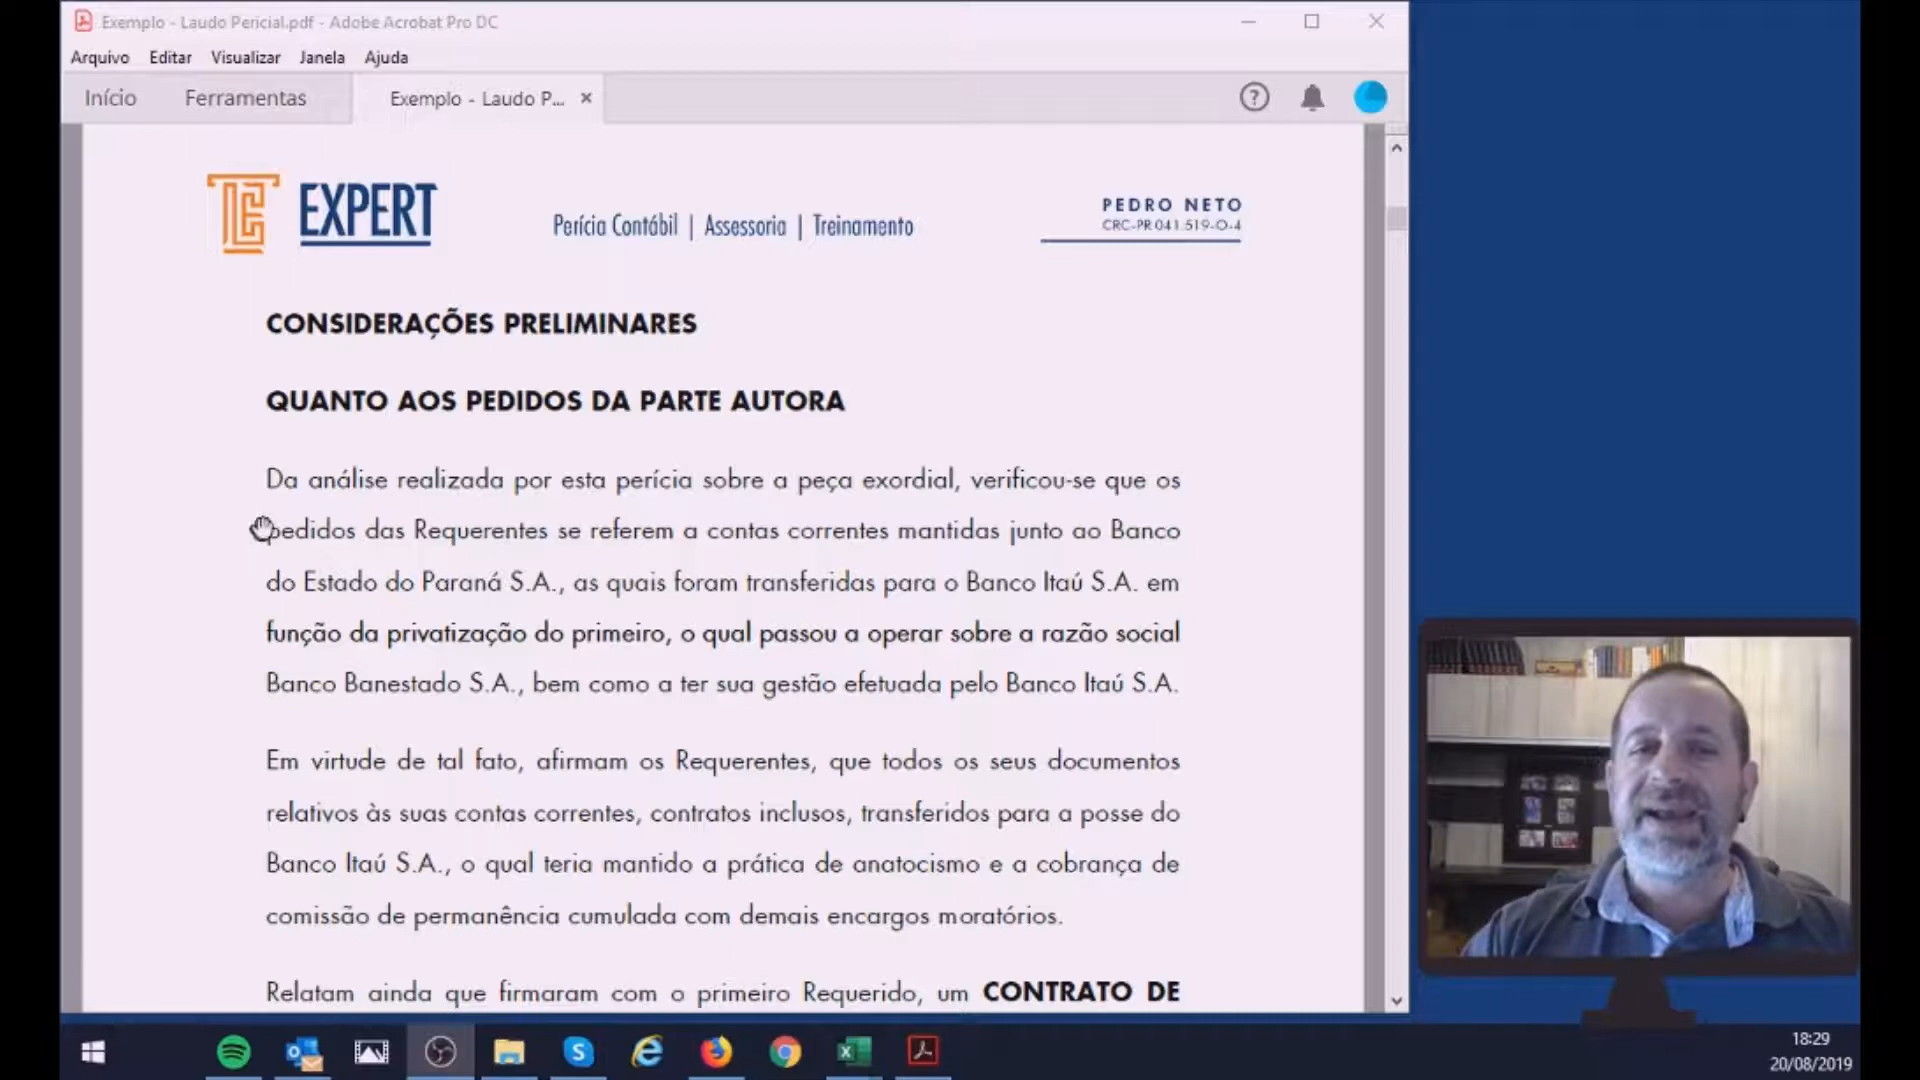 Exemplo - Laudo Pericial.pdf - Adobe Acrobat Pro DC
Arquivo Editar Visualizar Janela Ajuda
Início Ferramentas Exemplo - Laudo P... ×
EXPERT
Perícia Contábil | Assessoria | Treinamento
PEDRO NETO
CRC-PR 041.519-O-4
CONSIDERAÇÕES PRELIMINARES
QUANTO AOS PEDIDOS DA PARTE AUTORA
Da análise realizada por esta perícia sobre a peça exordial, verificou-se que os
pedidos das Requerentes se referem a contas correntes mantidas junto ao Banco
do Estado do Paraná S.A., as quais foram transferidas para o Banco Itaú S.A. em
função da privatização do primeiro, o qual passou a operar sobre a razão social
Banco Banestado S.A., bem como a ter sua gestão efetuada pelo Banco Itaú S.A.
Em virtude de tal fato, afirmam os Requerentes, que todos os seus documentos
relativos às suas contas correntes, contratos inclusos, transferidos para a posse do
Banco Itaú S.A., o qual teria mantido a prática de anatocismo e a cobrança de
comissão de permanência cumulada com demais encargos moratórios.
Relatam ainda que firmaram com o primeiro Requerido, um CONTRATO DE
18:29
20/08/2019